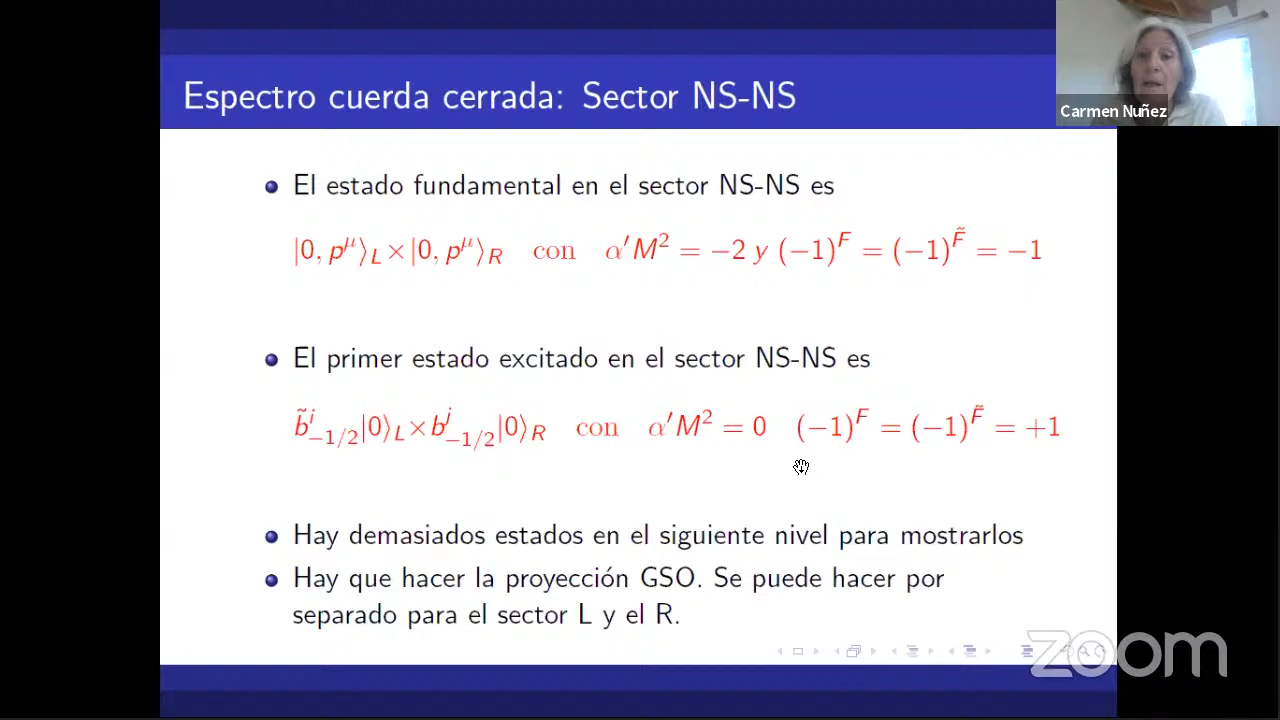 Espectro cuerda cerrada: Sector NS-NS
Carmen Nuñez
El estado fundamental en el sector NS-NS es
|0, p^μ⟩_L × |0, p^μ⟩_R con α′M² = −2 y (−1)^F = (−1)^F̃ = −1
El primer estado excitado en el sector NS-NS es
b̃^i_{−1/2}|0⟩_L × b^j_{−1/2}|0⟩_R con α′M² = 0 (−1)^F = (−1)^F̃ = +1
Hay demasiados estados en el siguiente nivel para mostrarlos
Hay que hacer la proyección GSO. Se puede hacer por
separado para el sector L y el R.
zoom